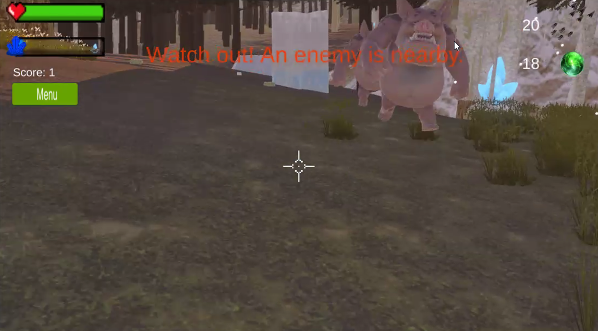 20
Watch out! An enemy is nearby.
18
Score: 1
Menu